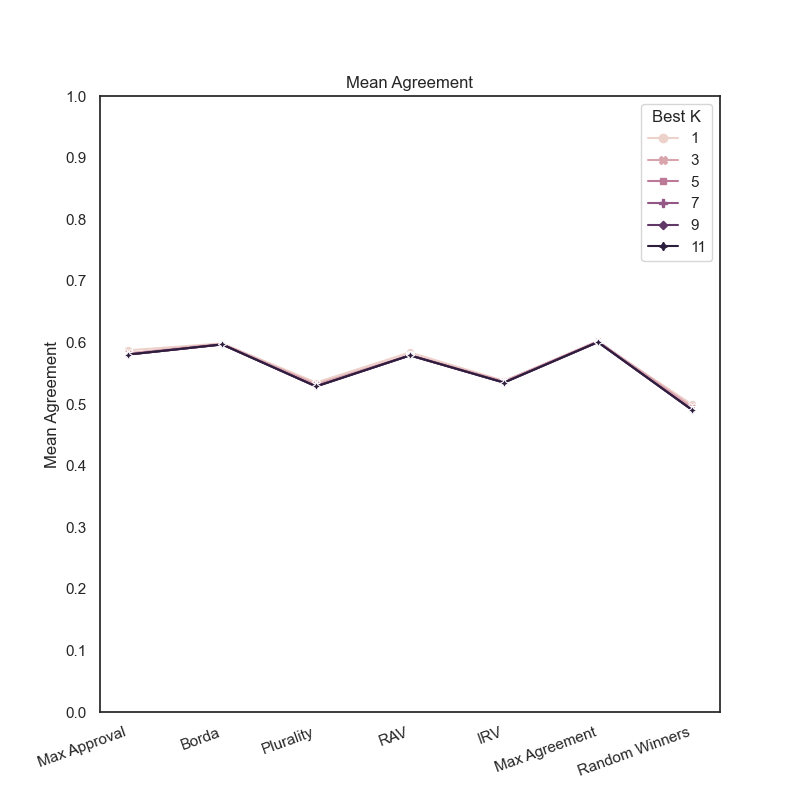 Mean Agreement
Best K
1
3
5
7
9
11
Mean Agreement
1.0
0.9
0.8
0.7
0.6
0.5
0.4
0.3
0.2
0.1
0.0
Max Approval
Borda
Plurality
RAV
IRV
Max Agreement
Random Winners